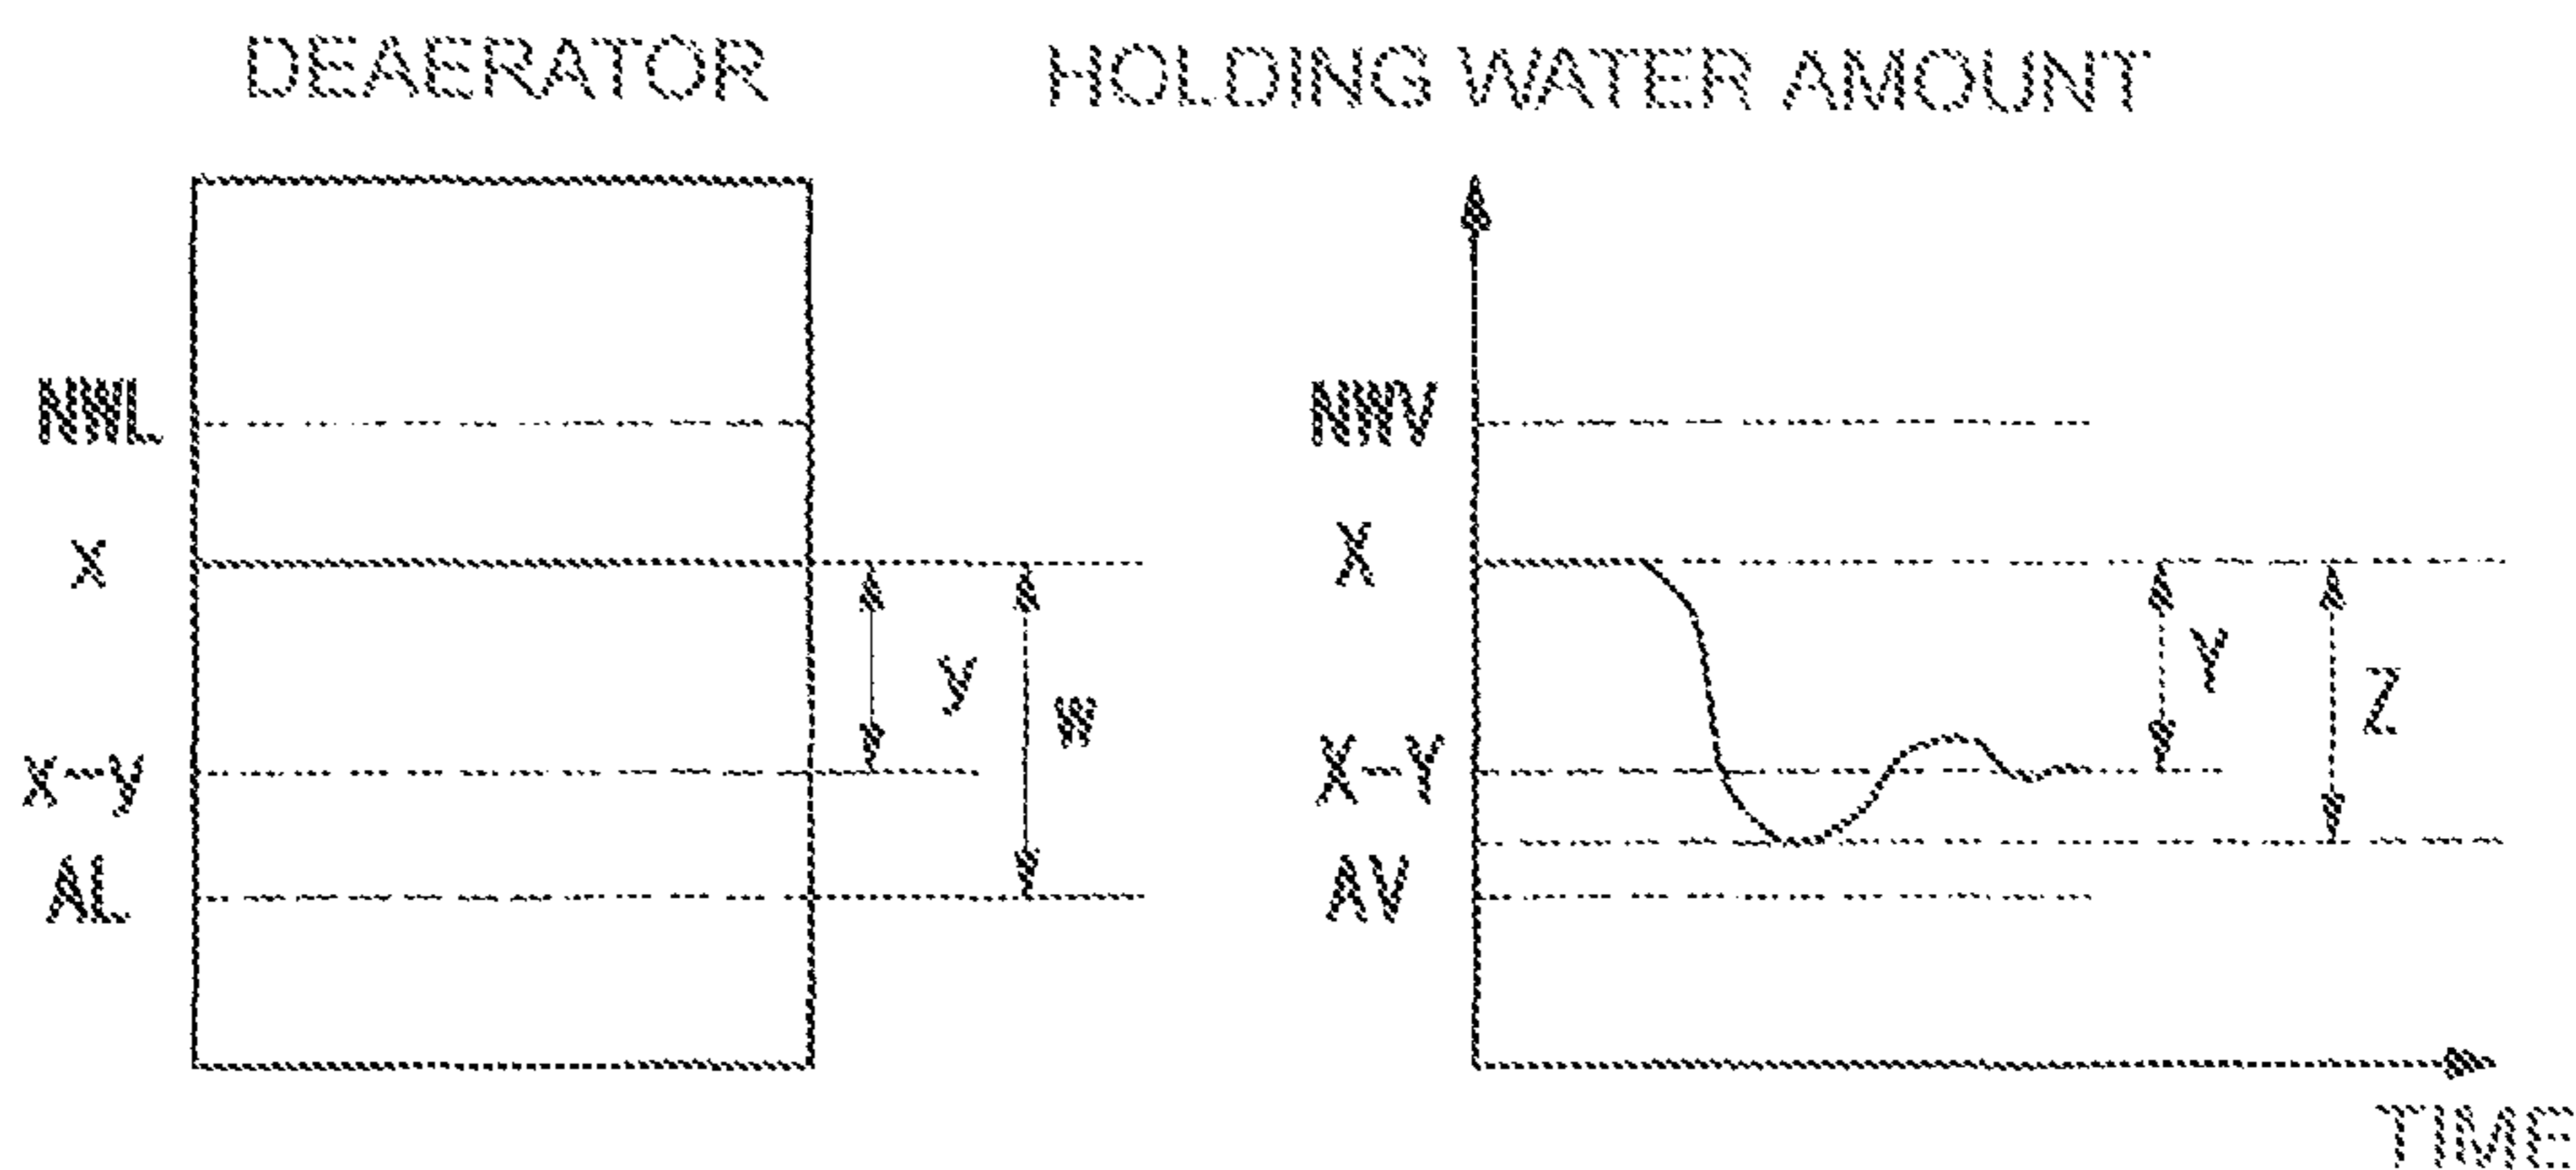 DEAERATOR
HOLDING WATER AMOUNT
NWL
x
x-y
AL
y
w
NWV
X
X-Y
AV
Y
Z
TIME